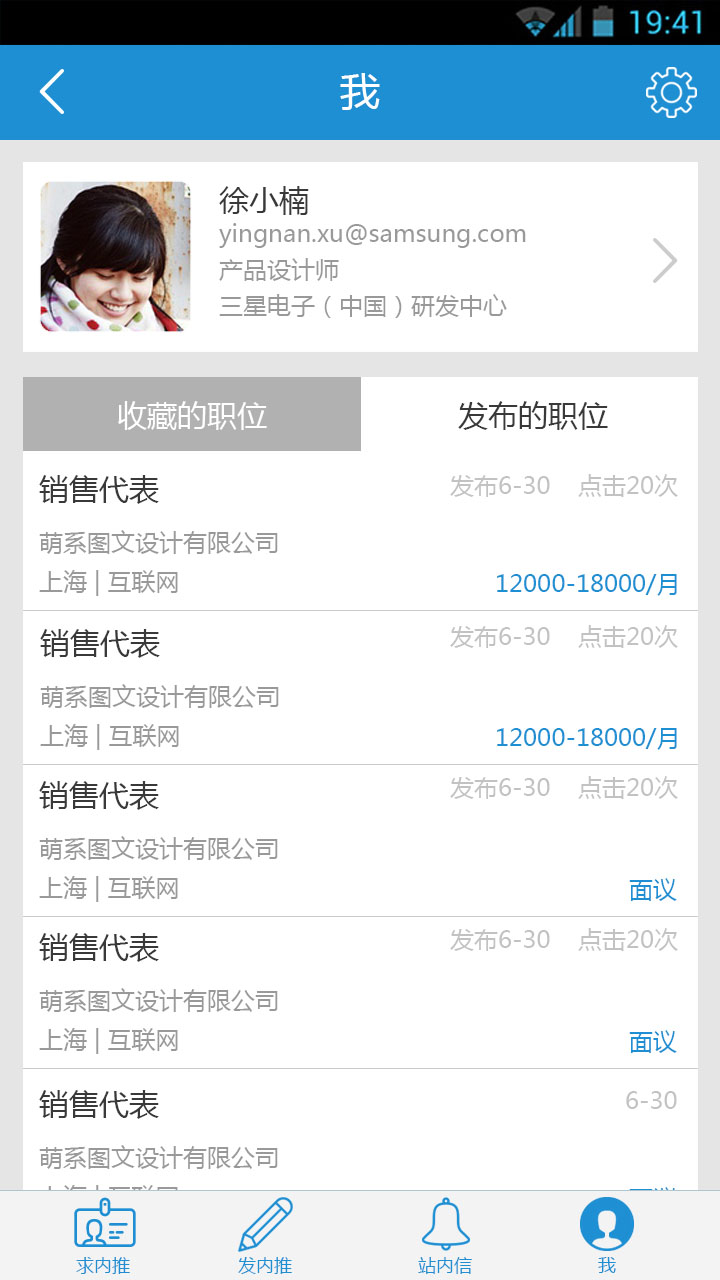 19:41
我
徐小楠
yingnan.xu@samsung.com
产品设计师
三星电子（中国）研发中心
收藏的职位 发布的职位
销售代表 发布6-30 点击20次
萌系图文设计有限公司
上海 | 互联网 12000-18000/月
销售代表 发布6-30 点击20次
萌系图文设计有限公司
上海 | 互联网 12000-18000/月
销售代表 发布6-30 点击20次
萌系图文设计有限公司
上海 | 互联网 面议
销售代表 发布6-30 点击20次
萌系图文设计有限公司
上海 | 互联网 面议
销售代表 6-30
萌系图文设计有限公司
求内推 发内推 站内信 我